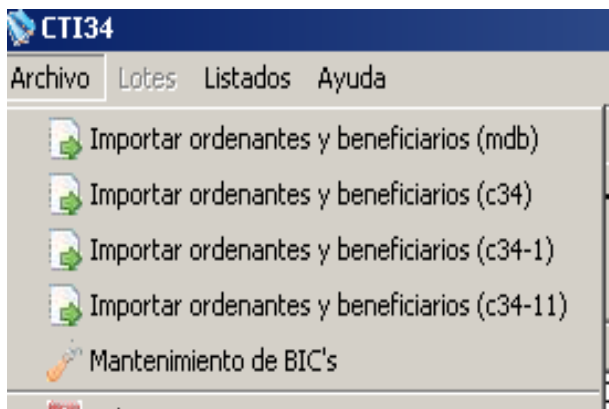 CTI34
Archivo Lotes Listados Ayuda
Importar ordenantes y beneficiarios (mdb)
Importar ordenantes y beneficiarios (c34)
Importar ordenantes y beneficiarios (c34-1)
Importar ordenantes y beneficiarios (c34-11)
Mantenimiento de BIC's